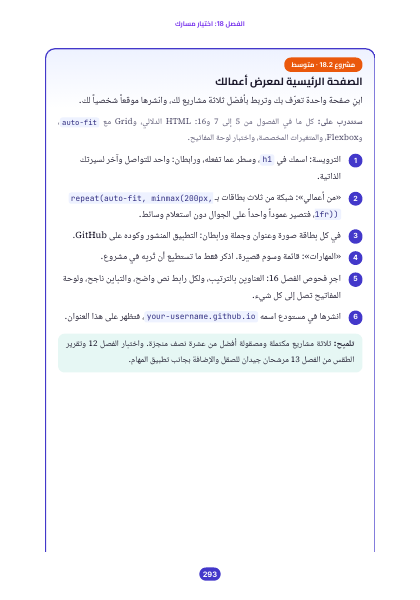 الفصل 18: اختيار مسارك
مشروع 18.2 · متوسط
الصفحة الرئيسية لمعرض أعمالك
ابنِ صفحة واحدة تعرّف بك وتربط بأفضل ثلاثة مشاريع لك، وانشرها موقعاً شخصياً لك.
ستتدرب على: كل ما في الفصول من 5 إلى 7 و16: HTML الدلالي، وGrid مع auto-fit،
وFlexbox، والمتغيرات المخصصة، واختبار لوحة المفاتيح.
1 الترويسة: اسمك في h1، وسطر عما تفعله، ورابطان: واحد للتواصل وآخر لسيرتك
الذاتية.
2 «من أعمالي»: شبكة من ثلاث بطاقات بـ repeat(auto-fit, minmax(200px,
1fr))، فتصير عموداً واحداً على الجوال دون استعلام وسائط.
3 في كل بطاقة صورة وعنوان وجملة ورابطان: التطبيق المنشور وكوده على GitHub.
4 «المهارات»: قائمة وسوم قصيرة. اذكر فقط ما تستطيع أن تُريه في مشروع.
5 اجرِ فحوص الفصل 16: العناوين بالترتيب، ولكل رابط نص واضح، والتباين ناجح، ولوحة
المفاتيح تصل إلى كل شيء.
6 انشرها في مستودع اسمه your-username.github.io، فتظهر على هذا العنوان.
تلميح: ثلاثة مشاريع مكتملة ومصقولة أفضل من عشرة نصف منجزة. واختبار الفصل 12 وتقرير
الطقس من الفصل 13 مرشحان جيدان للصقل والإضافة بجانب تطبيق المهام.
293